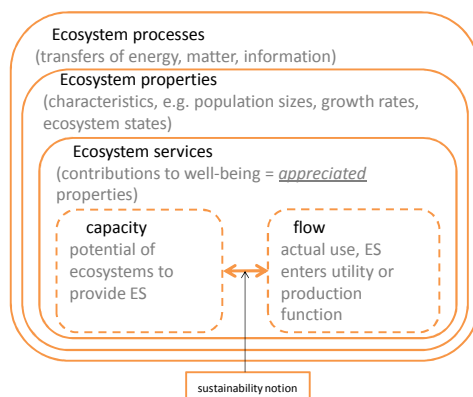 Ecosystem processes
(transfers of energy, matter, information)
Ecosystem properties
(characteristics, e.g. population sizes, growth rates,
ecosystem states)
Ecosystem services
(contributions to well-being = appreciated
properties)
capacity
potential of
ecosystems to
provide ES
flow
actual use, ES
enters utility or
production
function
sustainability notion